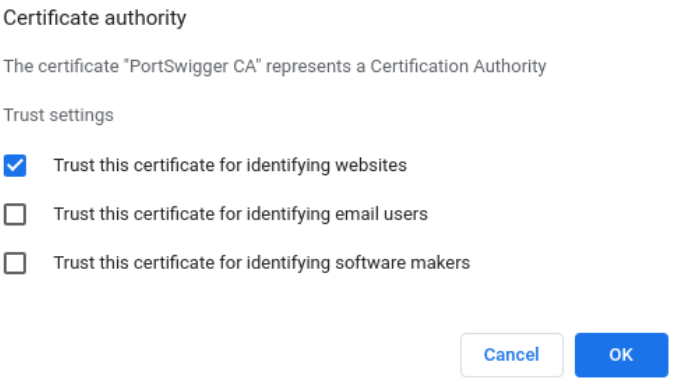 Certificate authority
The certificate "PortSwigger CA" represents a Certification Authority
Trust settings
Trust this certificate for identifying websites
Trust this certificate for identifying email users
Trust this certificate for identifying software makers
Cancel OK